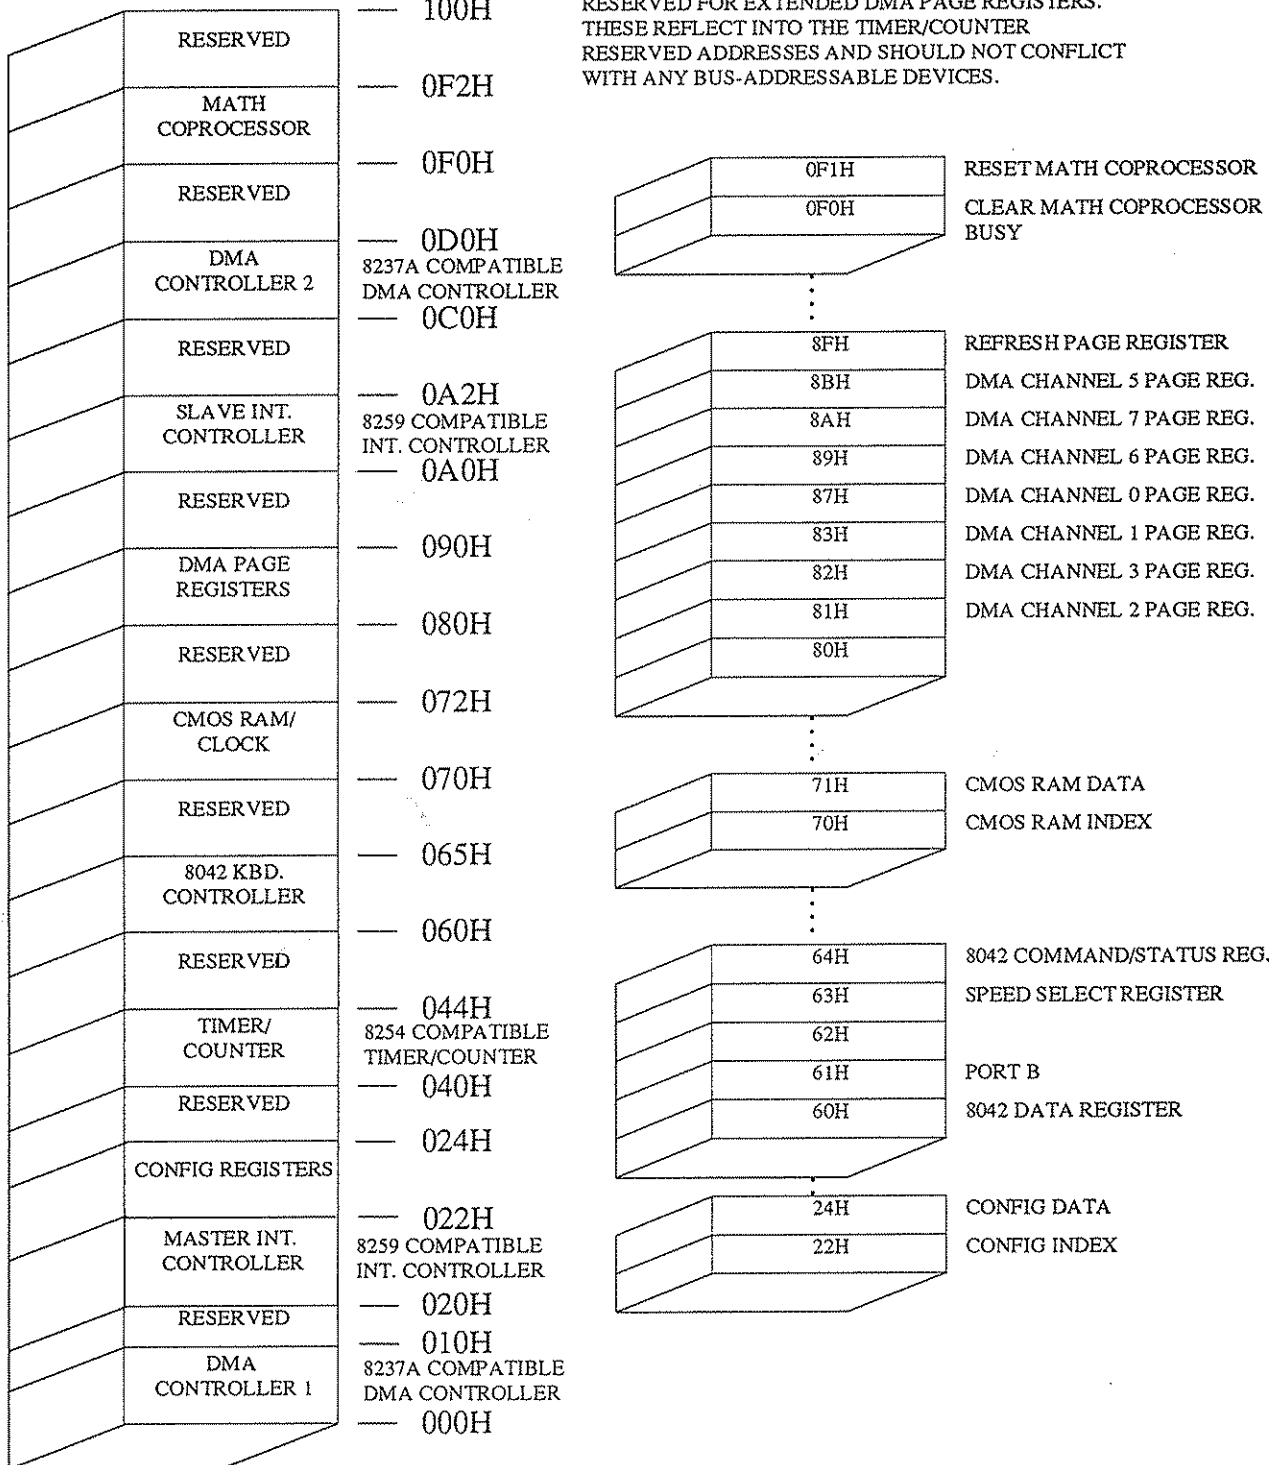 100H
RESERVED
0F2H
MATH
COPROCESSOR
0F0H
RESERVED
0D0H
DMA
CONTROLLER 2
8237A COMPATIBLE
DMA CONTROLLER
0C0H
RESERVED
0A2H
SLAVE INT.
CONTROLLER
8259 COMPATIBLE
INT. CONTROLLER
0A0H
RESERVED
090H
DMA PAGE
REGISTERS
080H
RESERVED
072H
CMOS RAM/
CLOCK
070H
RESERVED
065H
8042 KBD.
CONTROLLER
060H
RESERVED
044H
TIMER/
COUNTER
8254 COMPATIBLE
TIMER/COUNTER
040H
RESERVED
024H
CONFIG REGISTERS
022H
MASTER INT.
CONTROLLER
8259 COMPATIBLE
INT. CONTROLLER
020H
RESERVED
010H
DMA
CONTROLLER 1
8237A COMPATIBLE
DMA CONTROLLER
000H
RESERVED FOR EXTENDED DMA PAGE REGISTERS.
THESE REFLECT INTO THE TIMER/COUNTER
RESERVED ADDRESSES AND SHOULD NOT CONFLICT
WITH ANY BUS-ADDRESSABLE DEVICES.
0F1H RESET MATH COPROCESSOR
0F0H CLEAR MATH COPROCESSOR
BUSY
8FH REFRESH PAGE REGISTER
8BH DMA CHANNEL 5 PAGE REG.
8AH DMA CHANNEL 7 PAGE REG.
89H DMA CHANNEL 6 PAGE REG.
87H DMA CHANNEL 0 PAGE REG.
83H DMA CHANNEL 1 PAGE REG.
82H DMA CHANNEL 3 PAGE REG.
81H DMA CHANNEL 2 PAGE REG.
80H
71H CMOS RAM DATA
70H CMOS RAM INDEX
64H 8042 COMMAND/STATUS REG.
63H SPEED SELECT REGISTER
62H
61H PORT B
60H 8042 DATA REGISTER
24H CONFIG DATA
22H CONFIG INDEX